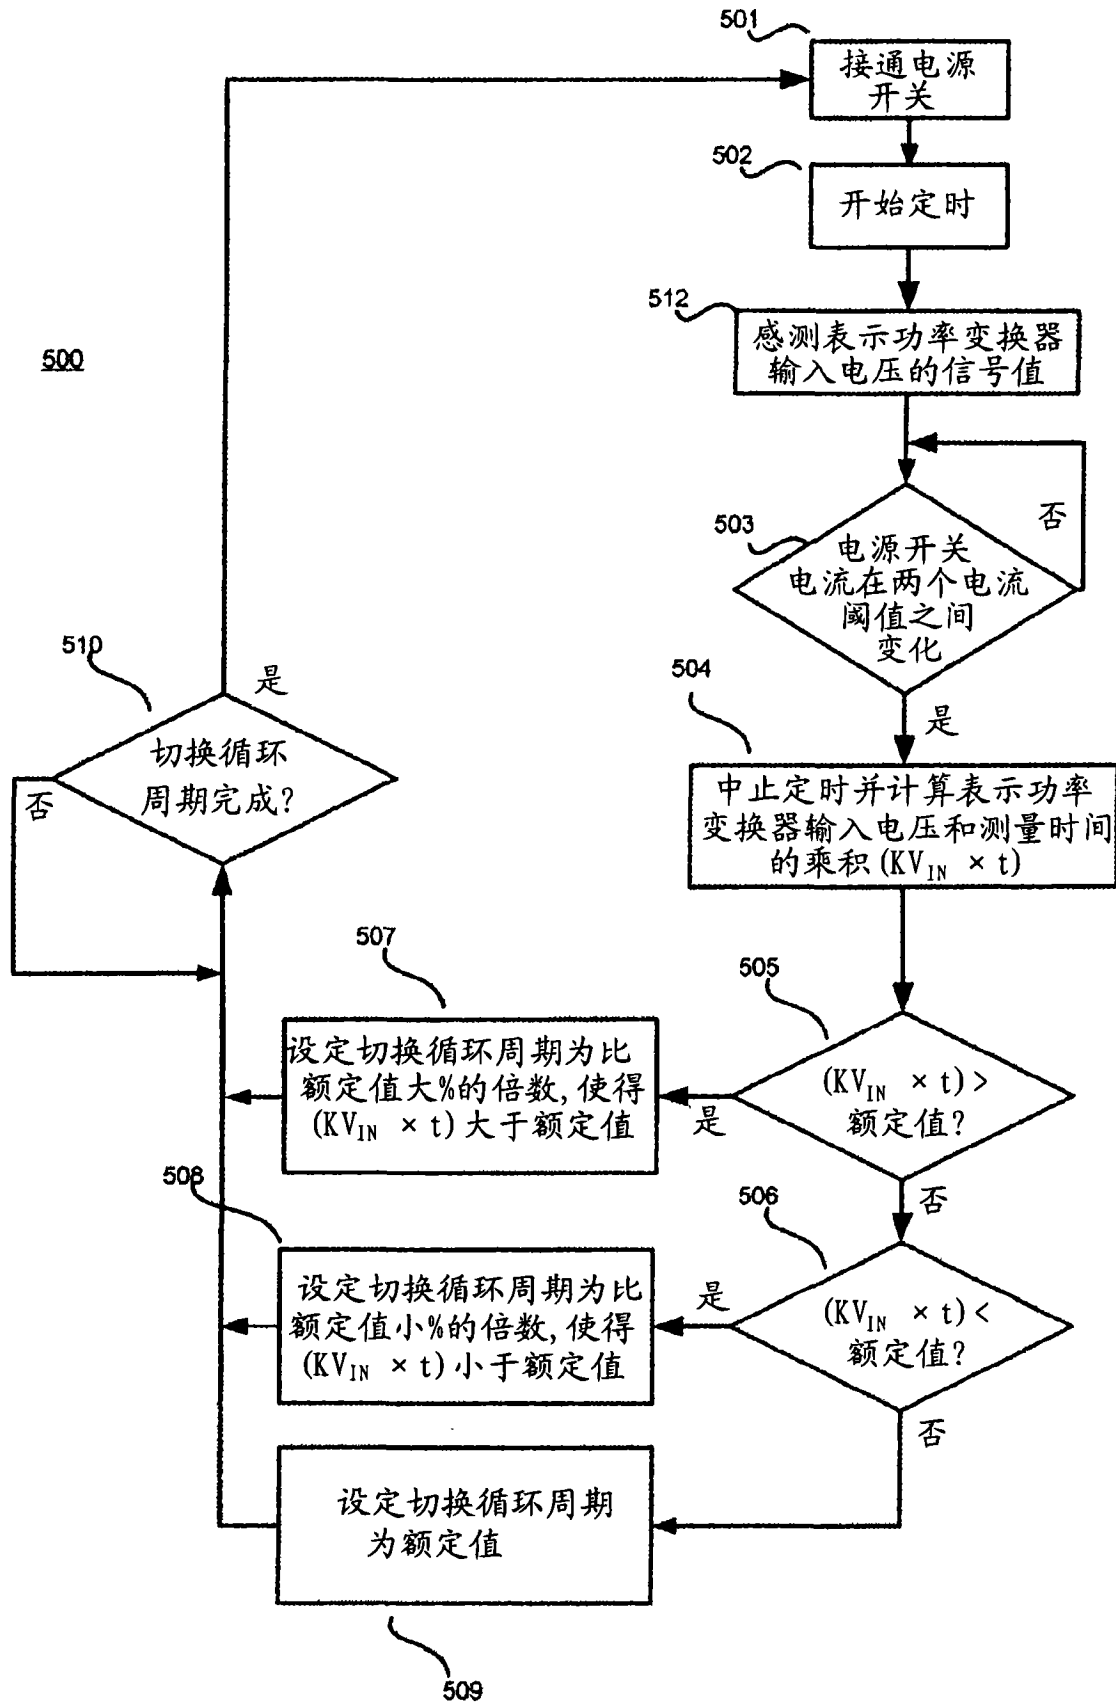 501
接通电源
开关
502
开始定时
512
感测表示功率变换器
输入电压的信号值
500
503
电源开关
电流在两个电流
阈值之间
变化
否
是
504
中止定时并计算表示功率
变换器输入电压和测量时间
的乘积(KV_IN × t)
505
(KV_IN × t) >
额定值?
是
否
507
设定切换循环周期为比
额定值大%的倍数,使得
(KV_IN × t)大于额定值
506
(KV_IN × t) <
额定值?
是
否
508
设定切换循环周期为比
额定值小%的倍数,使得
(KV_IN × t)小于额定值
设定切换循环周期
为额定值
509
510
切换循环
周期完成?
是
否